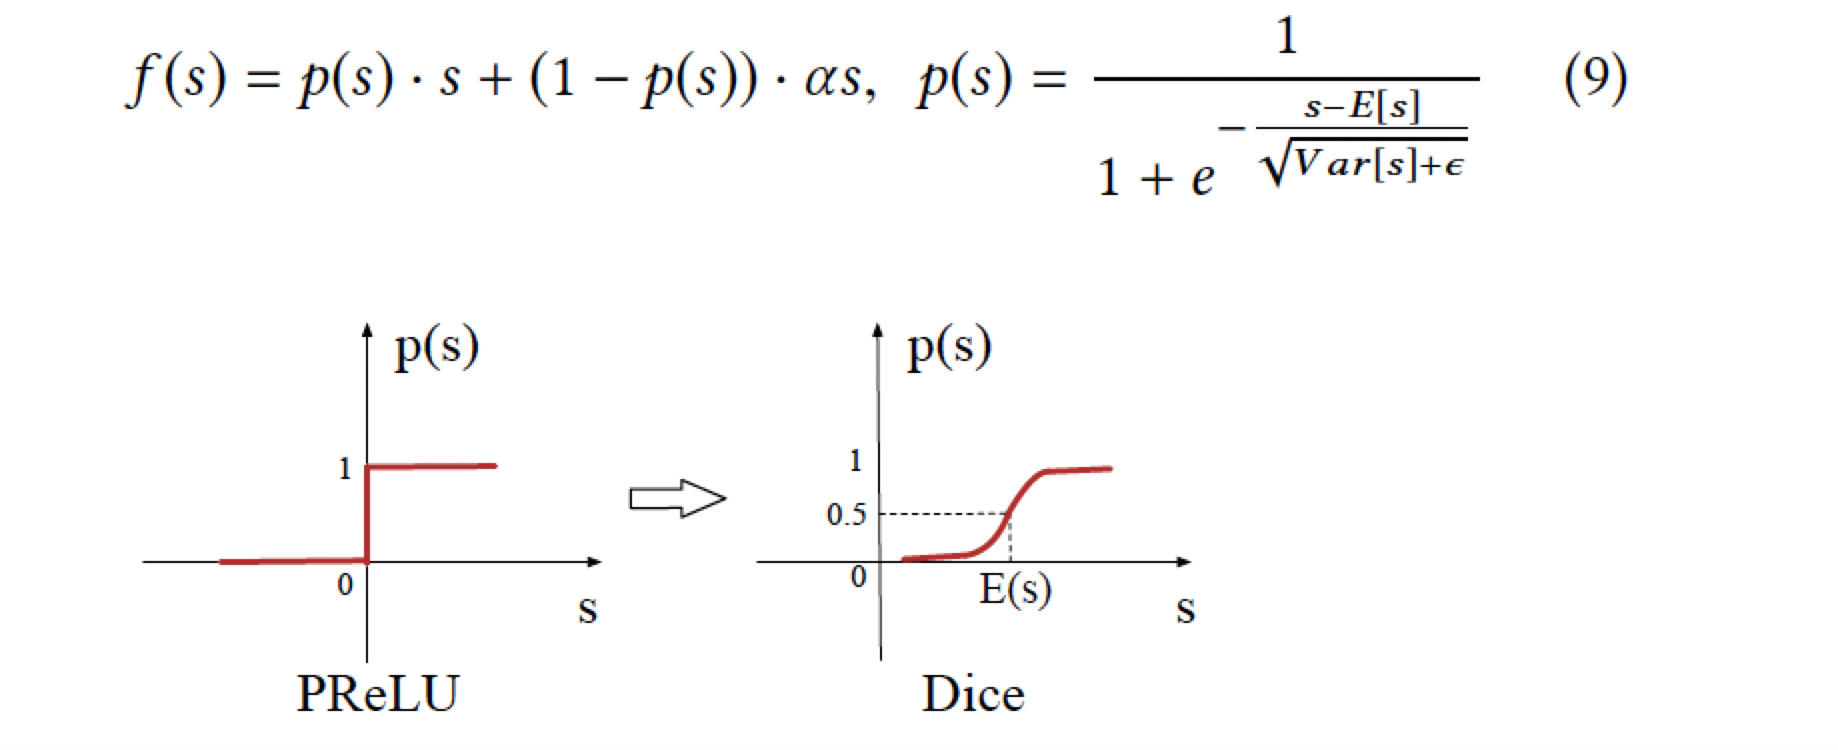 f(s) = p(s) · s + (1 − p(s)) · αs, p(s) = 1 / (1 + e^(− (s−E[s]) / √(Var[s]+ϵ))) (9)
p(s)
1
0
s
PReLU
p(s)
1
0.5
0
E(s)
s
Dice